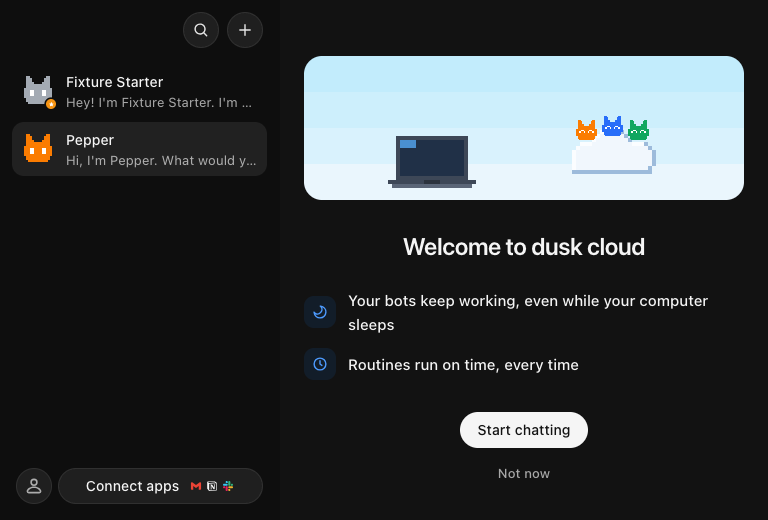 Fixture Starter
Hey! I'm Fixture Starter. I'm ...
Pepper
Hi, I'm Pepper. What would y...
Connect apps
Welcome to dusk cloud
Your bots keep working, even while your computer
sleeps
Routines run on time, every time
Start chatting
Not now